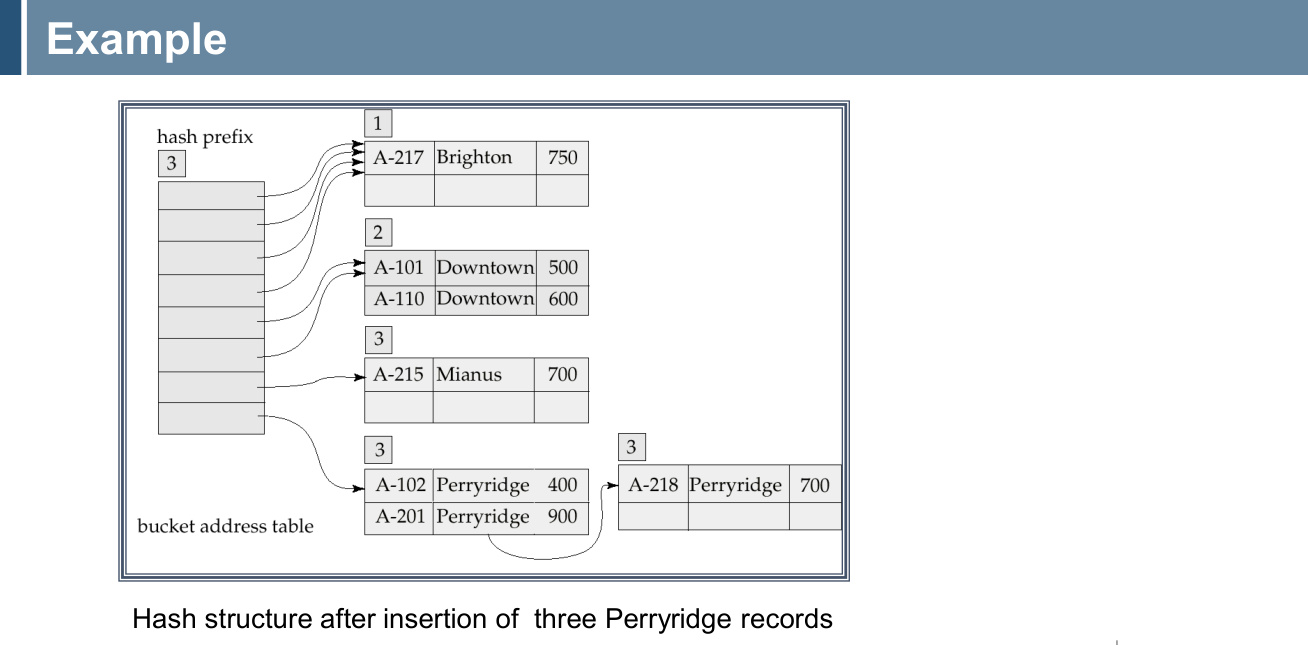 Example
hash prefix
3
1
A-217 Brighton 750
2
A-101 Downtown 500
A-110 Downtown 600
3
A-215 Mianus 700
3
A-102 Perryridge 400
A-201 Perryridge 900
3
A-218 Perryridge 700
bucket address table
Hash structure after insertion of three Perryridge records